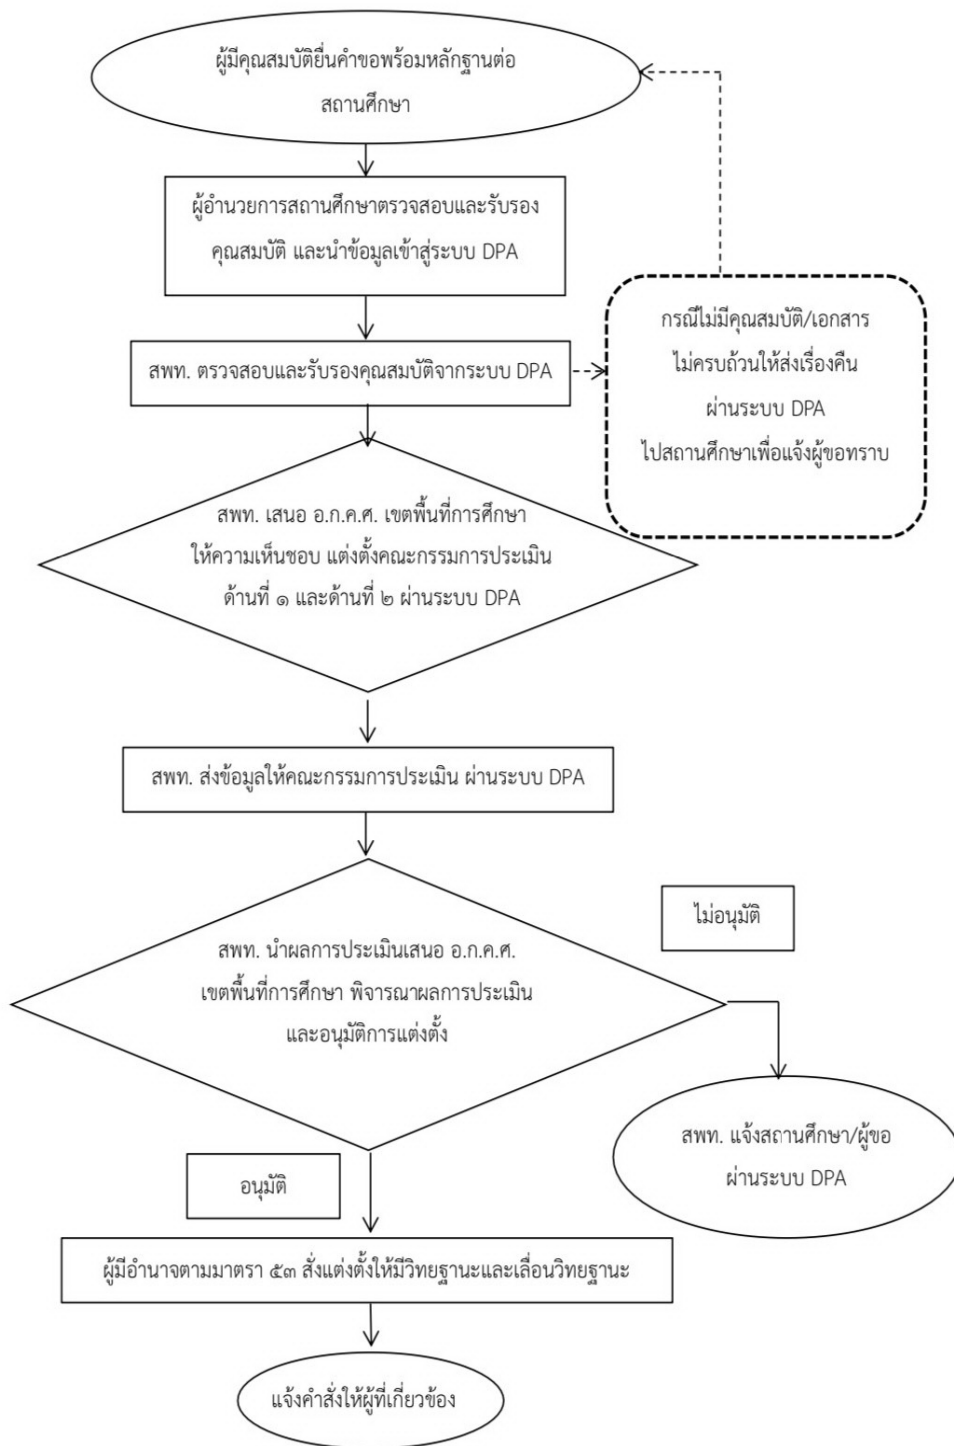 ผู้มีคุณสมบัติยื่นคำขอพร้อมหลักฐานต่อ
สถานศึกษา
ผู้อำนวยการสถานศึกษาตรวจสอบและรับรอง
คุณสมบัติ และนำข้อมูลเข้าสู่ระบบ DPA
สพท. ตรวจสอบและรับรองคุณสมบัติจากระบบ DPA
กรณีไม่มีคุณสมบัติ/เอกสาร
ไม่ครบถ้วนให้ส่งเรื่องคืน
ผ่านระบบ DPA
ไปสถานศึกษาเพื่อแจ้งผู้ขอทราบ
สพท. เสนอ อ.ก.ค.ศ. เขตพื้นที่การศึกษา
ให้ความเห็นชอบ แต่งตั้งคณะกรรมการประเมิน
ด้านที่ ๑ และด้านที่ ๒ ผ่านระบบ DPA
สพท. ส่งข้อมูลให้คณะกรรมการประเมิน ผ่านระบบ DPA
สพท. นำผลการประเมินเสนอ อ.ก.ค.ศ.
เขตพื้นที่การศึกษา พิจารณาผลการประเมิน
และอนุมัติการแต่งตั้ง
ไม่อนุมัติ
สพท. แจ้งสถานศึกษา/ผู้ขอ
ผ่านระบบ DPA
อนุมัติ
ผู้มีอำนาจตามมาตรา ๕๓ สั่งแต่งตั้งให้มีวิทยฐานะและเลื่อนวิทยฐานะ
แจ้งคำสั่งให้ผู้ที่เกี่ยวข้อง